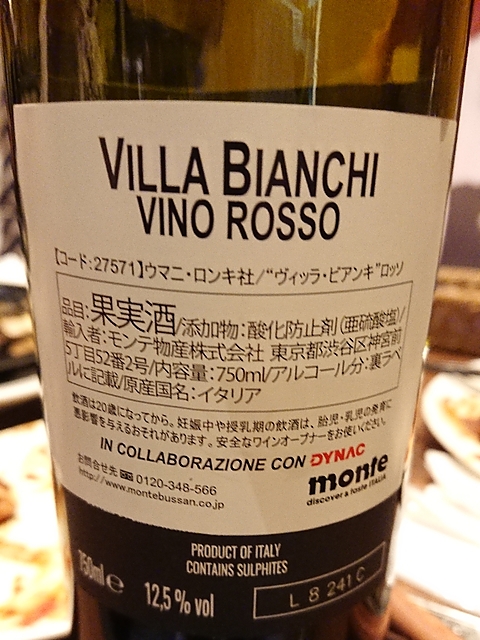 VILLA BIANCHI
VINO ROSSO
【コード:27571】ウマニ・ロンキ社/“ヴィッラ・ビアンキ”ロッソ
品目:果実酒/添加物:酸化防止剤(亜硫酸塩)/
輸入者:モンテ物産株式会社 東京都渋谷区神宮前
5丁目52番2号/内容量:750ml/アルコール分:裏ラベ
ルに記載/原産国名:イタリア
飲酒は20歳になってから。妊娠中や授乳期の飲酒は、胎児・乳児の発育に
悪影響を与えるおそれがあります。安全なワインオープナーをお使いください。
IN COLLABORAZIONE CON DYNAC
お問合せ先 0120-348-566
http://www.montebussan.co.jp
monte
discover & taste ITALIA
PRODUCT OF ITALY
CONTAINS SULPHITES
750ml e 12,5 % vol
L 8 241 C